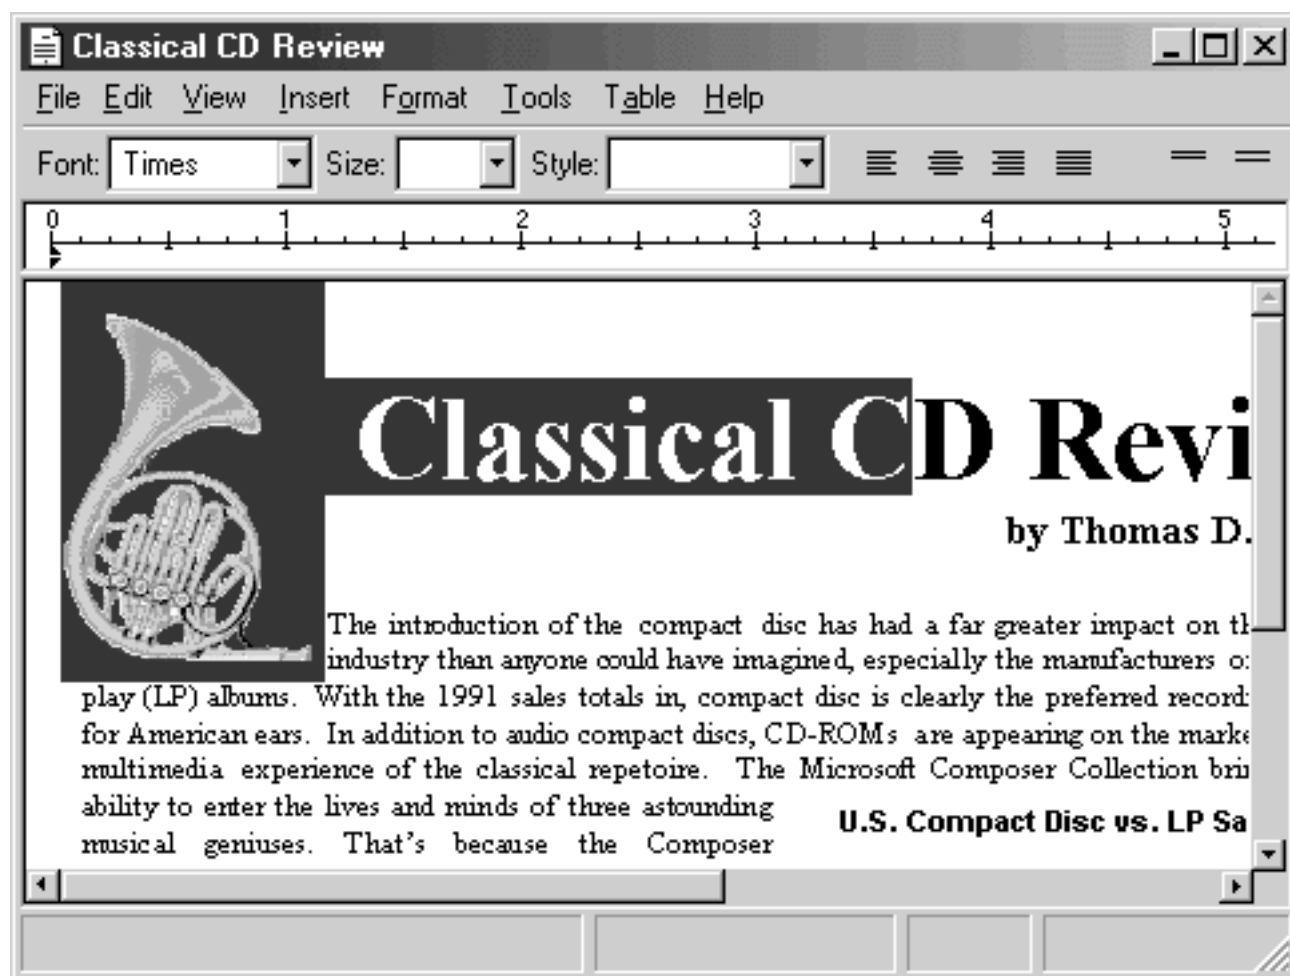 Classical CD Review
File Edit View Insert Format Tools Table Help
Font: Times Size: Style:
0 1 2 3 4 5
Classical CD Revi
by Thomas D.
The introduction of the compact disc has had a far greater impact on th
industry then anyone could have imagined, especially the manufacturers o
play (LP) albums. With the 1991 sales totals in, compact disc is clearly the preferred recordi
for American ears. In addition to audio compact discs, CD-ROMs are appearing on the marke
multimedia experience of the classical repetoire. The Microsoft Composer Collection brin
ability to enter the lives and minds of three astounding
musical geniuses. That's because the Composer
U.S. Compact Disc vs. LP Sa